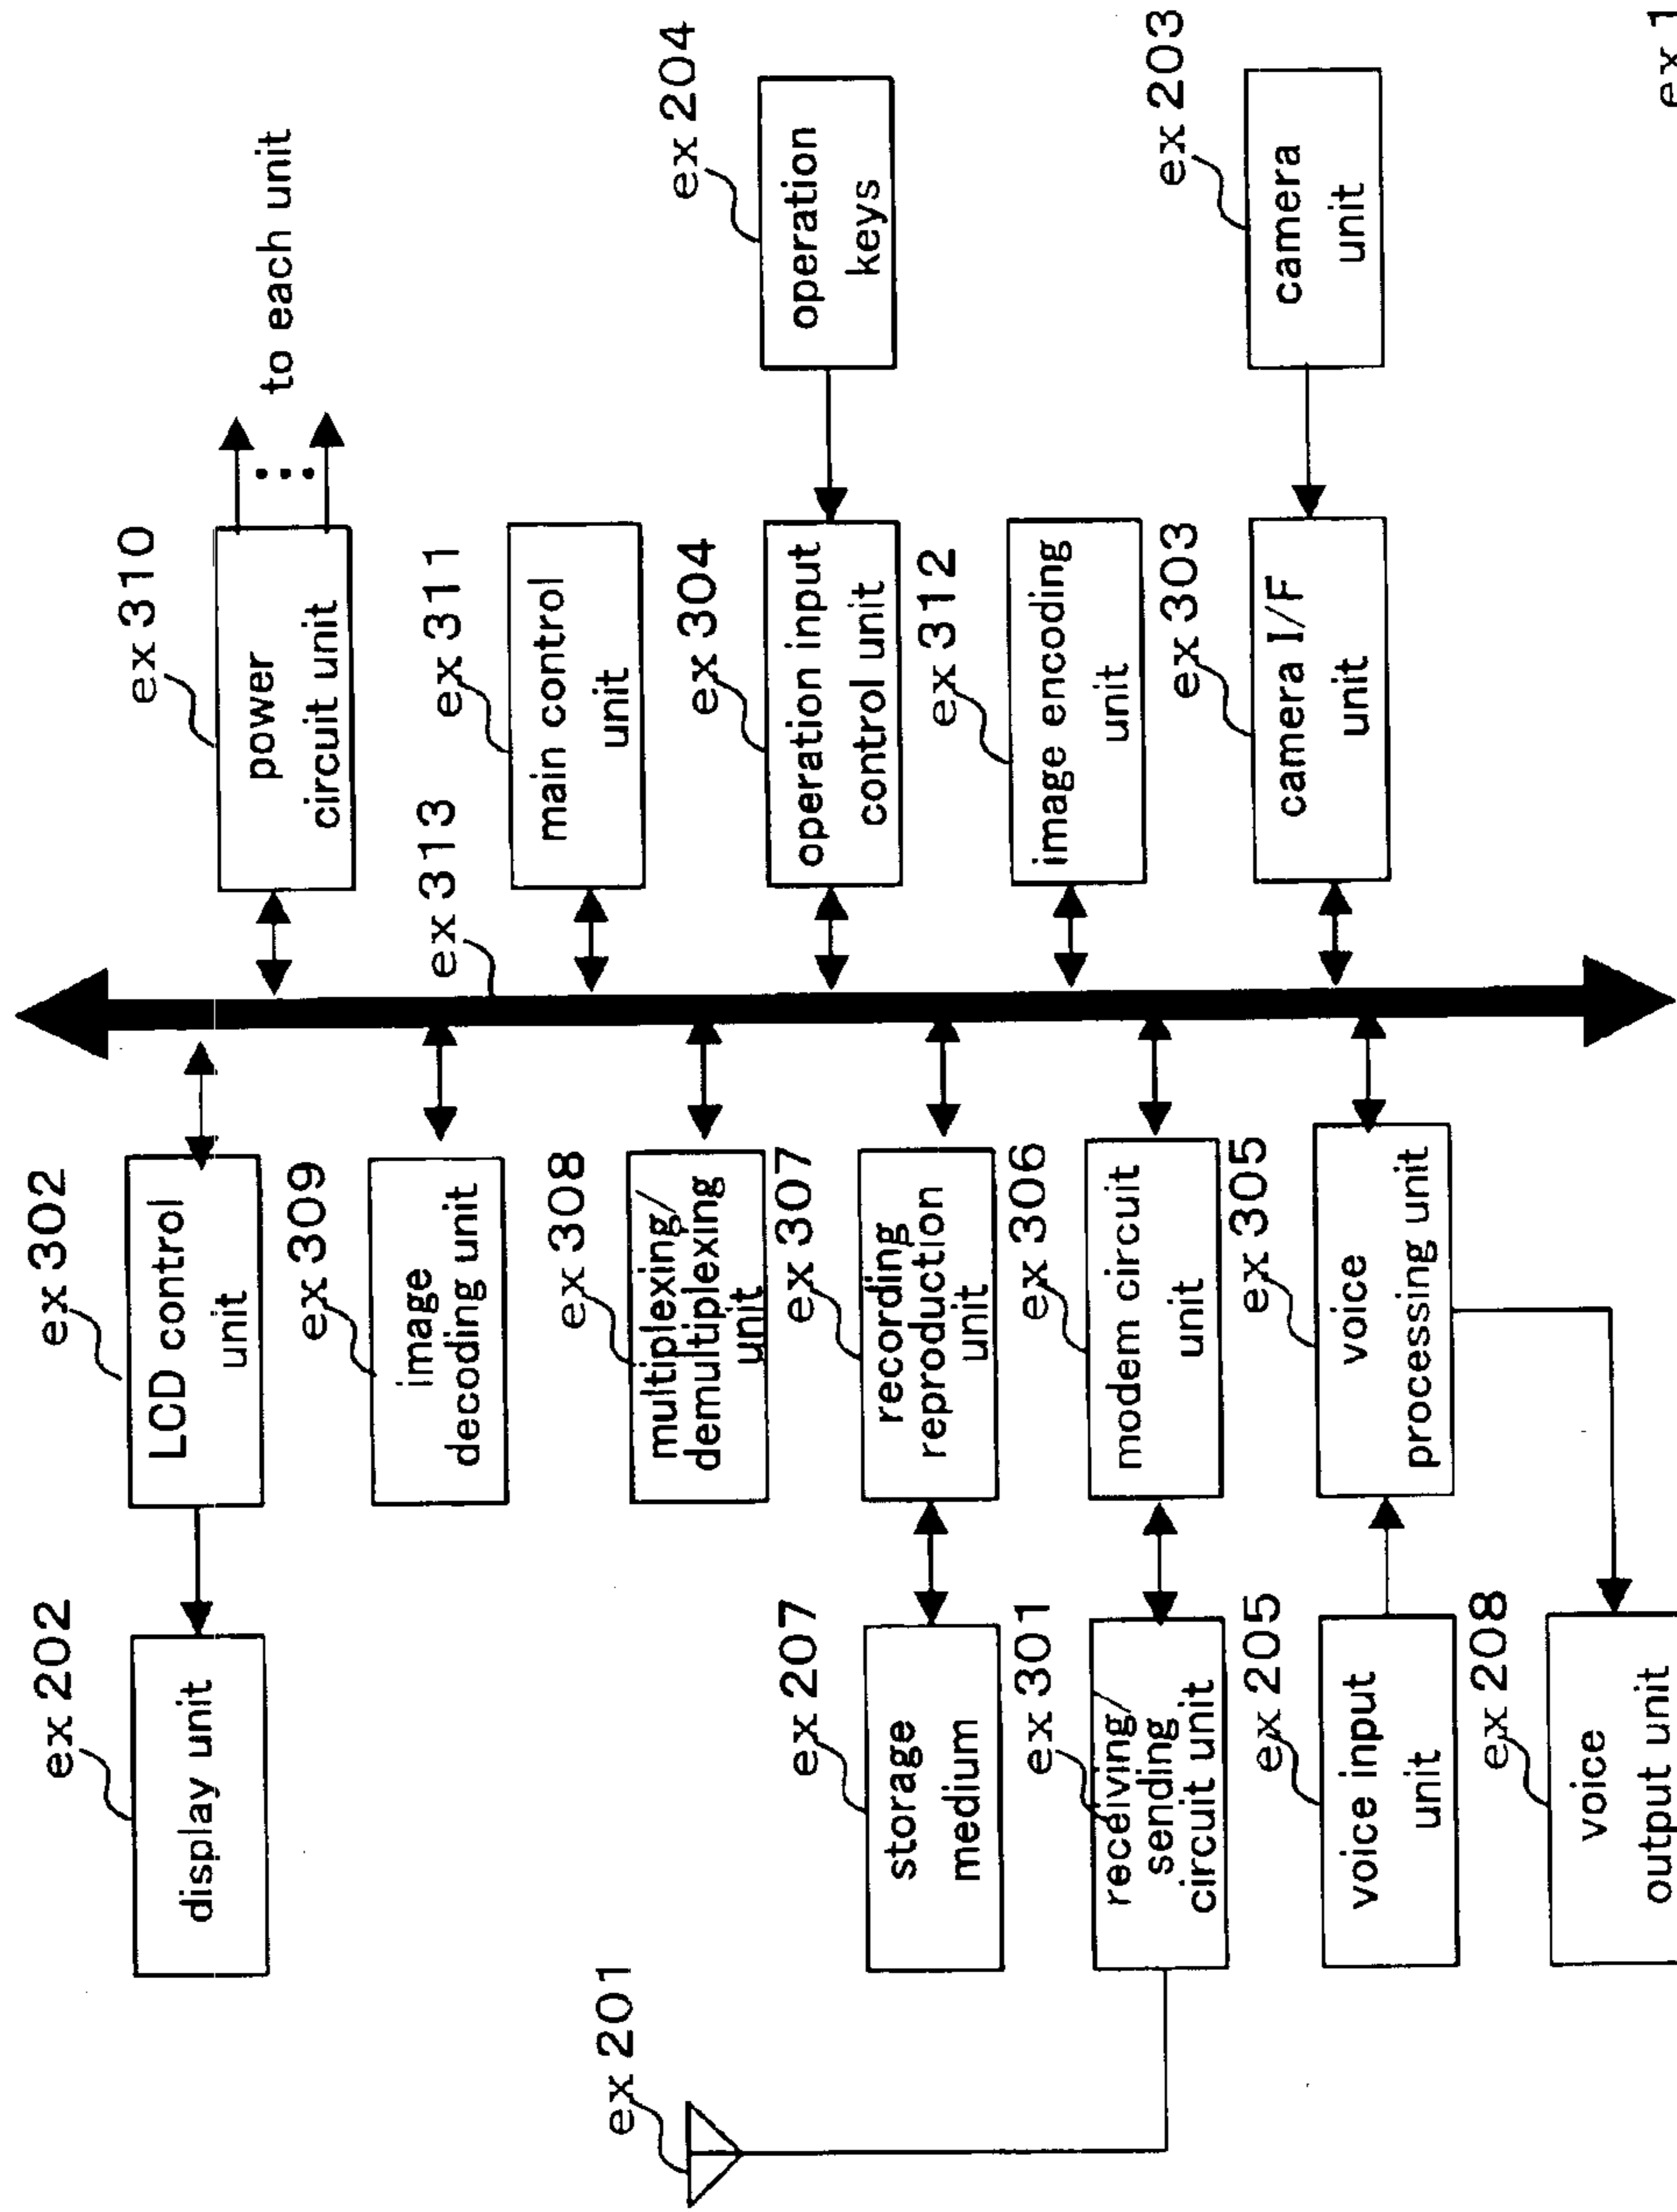 ex 201
ex 202
display unit
ex 302
LCD control
unit
ex 309
image
decoding unit
ex 308
multiplexing/
demultiplexing
unit
ex 207
storage
medium
ex 307
recording
reproduction
unit
ex 301
receiving/
sending
circuit unit
ex 306
modem circuit
unit
ex 205
voice input
unit
ex 305
voice
processing unit
ex 208
voice
output unit
ex 313
ex 310
power
circuit unit
to each unit
ex 311
main control
unit
ex 304
operation input
control unit
ex 204
operation
keys
ex 312
image encoding
unit
ex 303
camera I/F
unit
ex 203
camera
unit
ex 1